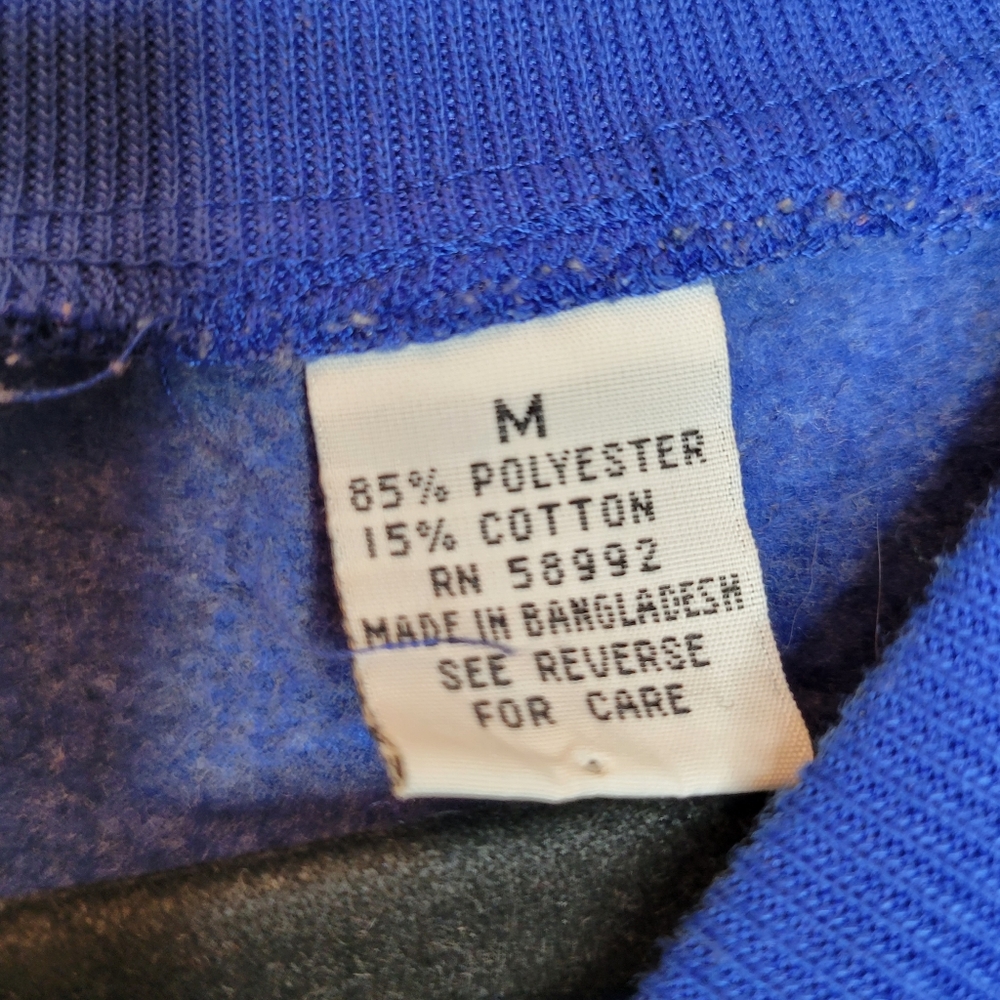 M
85% POLYESTER
15% COTTON
RN 58992
MADE IN BANGLADESH
SEE REVERSE
FOR CARE